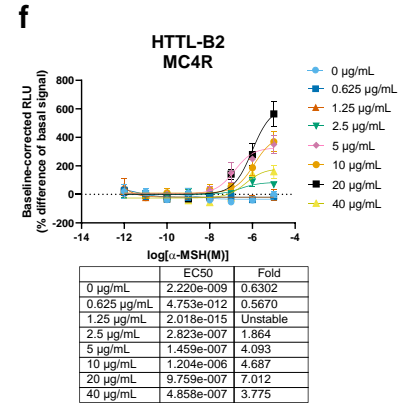 f
HTTL-B2
MC4R
Baseline-corrected RLU
(% difference of basal signal)
800
600
400
200
0
-200
-14 -12 -10 -8 -6 -4
log[α-MSH(M)]
0 µg/mL
0.625 µg/mL
1.25 µg/mL
2.5 µg/mL
5 µg/mL
10 µg/mL
20 µg/mL
40 µg/mL
EC50 Fold
0 µg/mL 2.220e-009 0.6302
0.625 µg/mL 4.753e-012 0.5670
1.25 µg/mL 2.018e-015 Unstable
2.5 µg/mL 2.823e-007 1.864
5 µg/mL 1.459e-007 4.093
10 µg/mL 1.204e-006 4.687
20 µg/mL 9.759e-007 7.012
40 µg/mL 4.858e-007 3.775